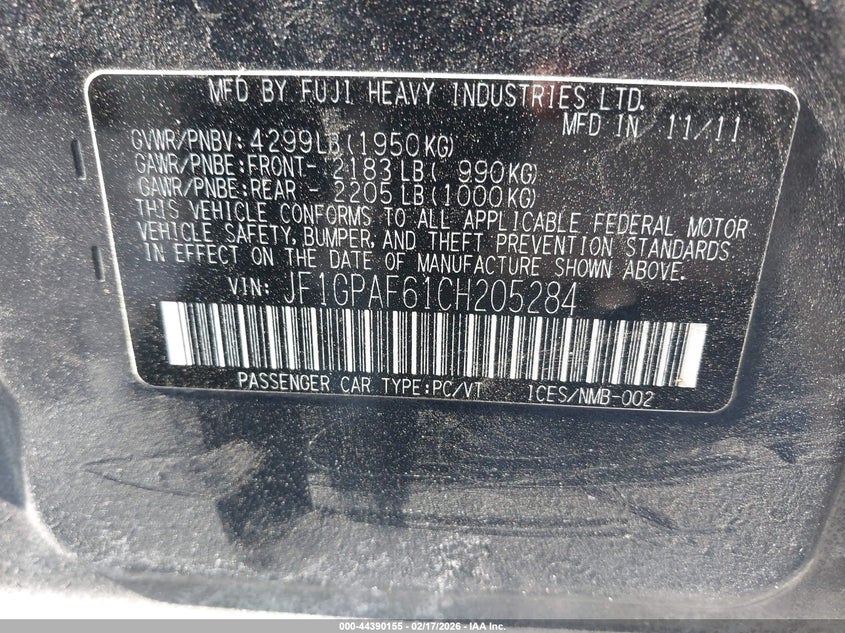 MFD BY FUJI HEAVY INDUSTRIES LTD.
MFD IN 11/11
GVWR/PNBV: 4299LB(1950KG)
GAWR/PNBE:FRONT- 2183LB( 990KG)
GAWR/PNBE:REAR - 2205LB(1000KG)
THIS VEHICLE CONFORMS TO ALL APPLICABLE FEDERAL MOTOR
VEHICLE SAFETY, BUMPER, AND THEFT PREVENTION STANDARDS
IN EFFECT ON THE DATE OF MANUFACTURE SHOWN ABOVE.
VIN: JF1GPAF61CH205284
PASSENGER CAR TYPE:PC/VT 1CES/NMB-002
000-44390155 - 02/17/2026 - IAA Inc.